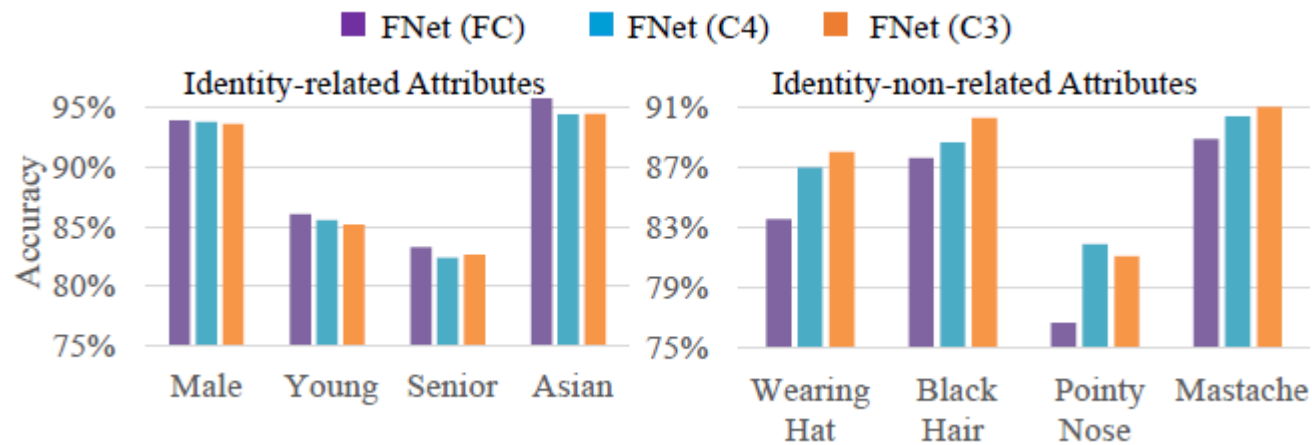 FNet (FC) FNet (C4) FNet (C3)
Identity-related Attributes
Accuracy
95%
90%
85%
80%
75%
Male Young Senior Asian
Identity-non-related Attributes
91%
87%
83%
79%
75%
Wearing Hat
Black Hair
Pointy Nose
Mastache